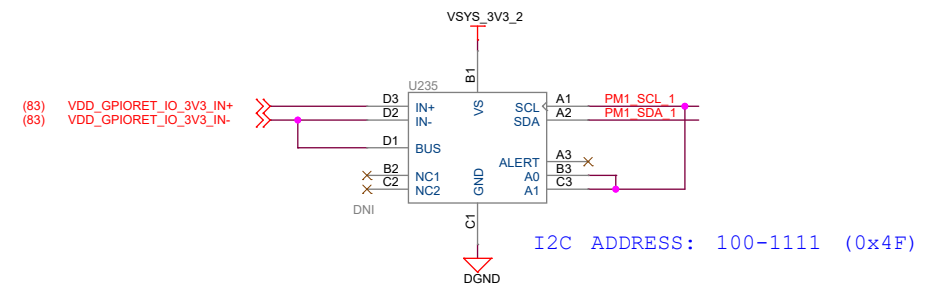 VSYS_3V3_2
B1
U235
(83) VDD_GPIORET_IO_3V3_IN+ D3 IN+ VS SCL A1 PM1_SCL_1
(83) VDD_GPIORET_IO_3V3_IN- D2 IN- SDA A2 PM1_SDA_1
D1 BUS
ALERT A3
B2 NC1 GND A0 B3
C2 NC2 A1 C3
DNI
C1
I2C ADDRESS: 100-1111 (0x4F)
DGND